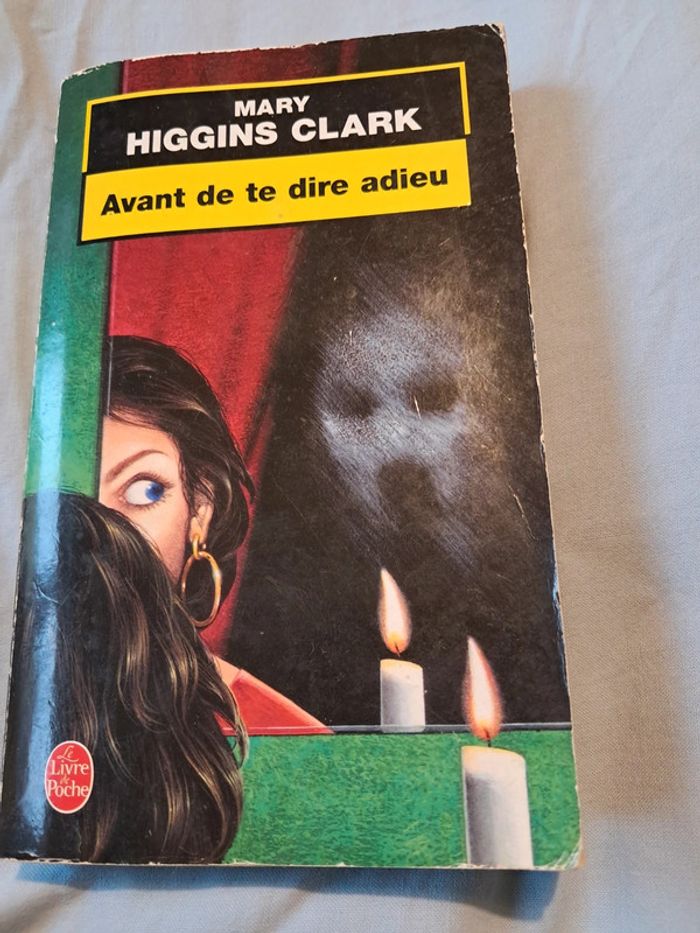 MARY
HIGGINS CLARK
Avant de te dire adieu
Le
Livre
de
Poche